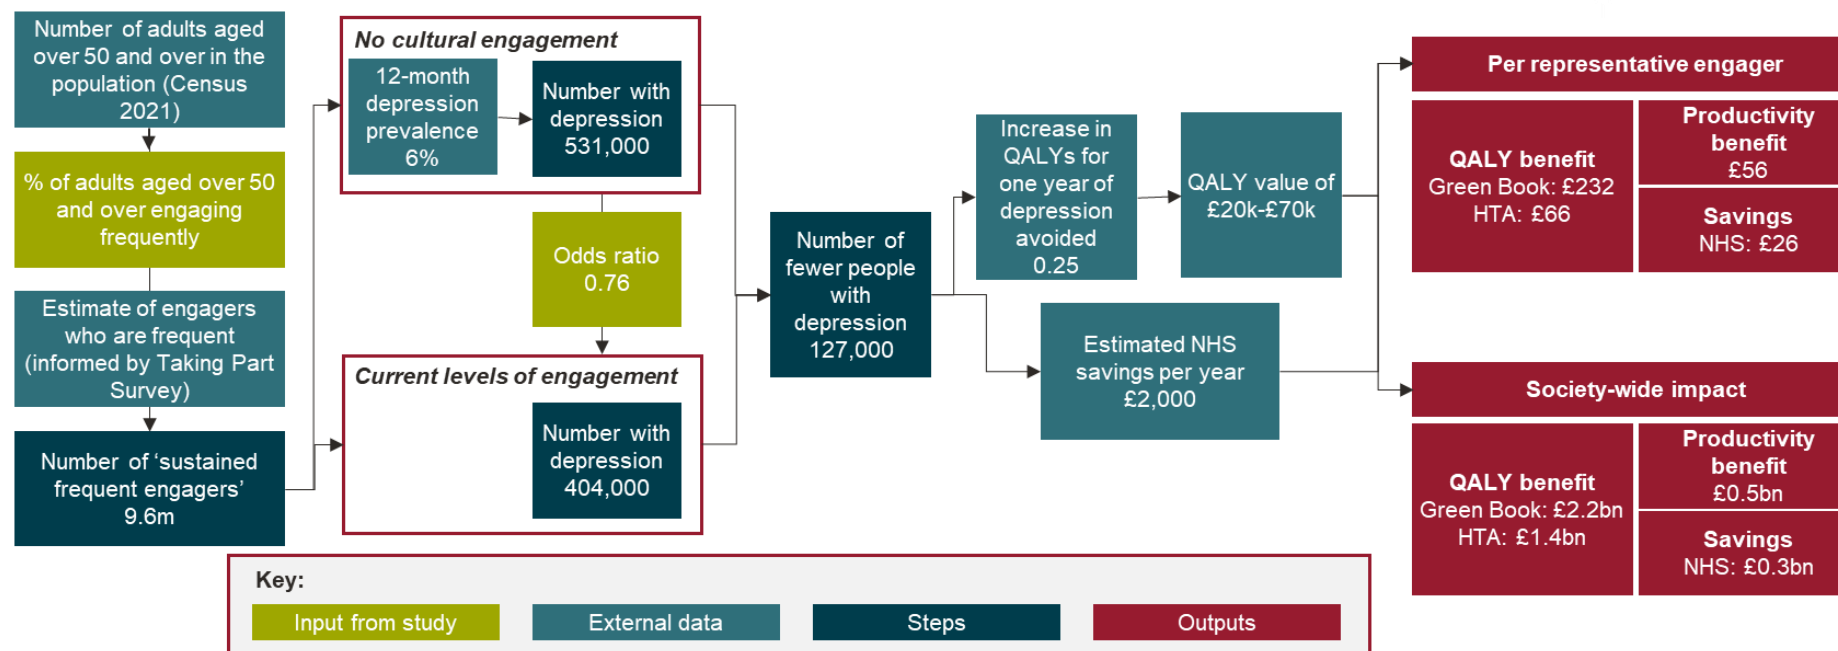 Number of adults aged
over 50 and over in the
population (Census
2021)
% of adults aged over 50
and over engaging
frequently
Estimate of engagers
who are frequent
(informed by Taking Part
Survey)
Number of ‘sustained
frequent engagers’
9.6m
No cultural engagement
12-month
depression
prevalence
6%
Number with
depression
531,000
Odds ratio
0.76
Current levels of engagement
Number with
depression
404,000
Number of
fewer people
with
depression
127,000
Increase in
QALYs for
one year of
depression
avoided
0.25
QALY value of
£20k-£70k
Estimated NHS
savings per year
£2,000
Per representative engager
QALY benefit
Green Book: £232
HTA: £66
Productivity
benefit
£56
Savings
NHS: £26
Society-wide impact
QALY benefit
Green Book: £2.2bn
HTA: £1.4bn
Productivity
benefit
£0.5bn
Savings
NHS: £0.3bn
Key:
Input from study
External data
Steps
Outputs